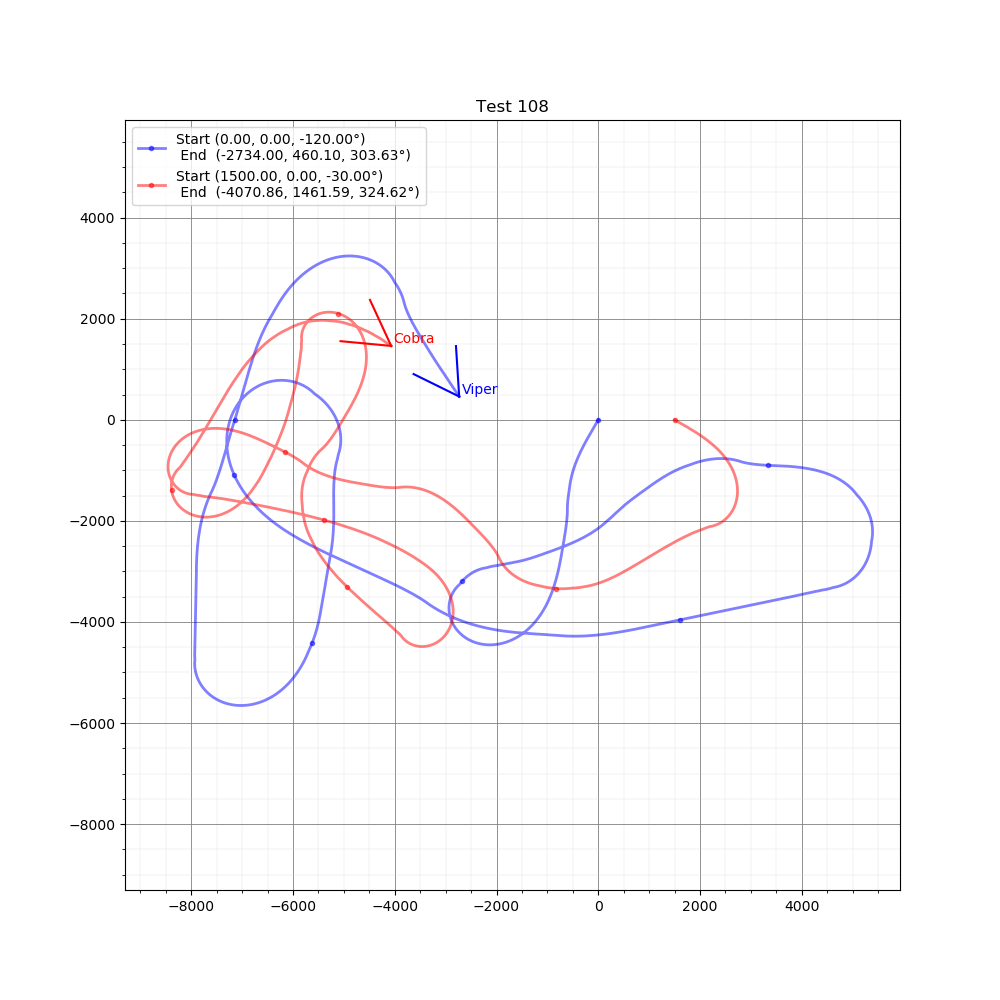 Test 108
Start (0.00, 0.00, -120.00°)
End (-2734.00, 460.10, 303.63°)
Start (1500.00, 0.00, -30.00°)
End (-4070.86, 1461.59, 324.62°)
4000
2000
0
−2000
−4000
−6000
−8000
Cobra
Viper
−8000 −6000 −4000 −2000 0 2000 4000